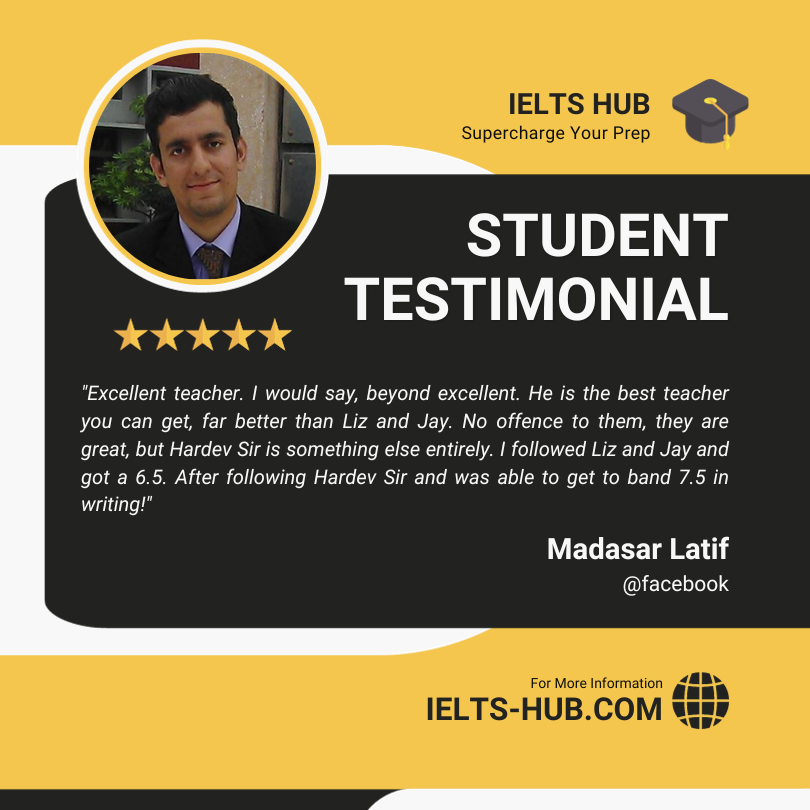 IELTS HUB
Supercharge Your Prep
STUDENT
TESTIMONIAL
"Excellent teacher. I would say, beyond excellent. He is the best teacher
you can get, far better than Liz and Jay. No offence to them, they are
great, but Hardev Sir is something else entirely. I followed Liz and Jay and
got a 6.5. After following Hardev Sir and was able to get to band 7.5 in
writing!"
Madasar Latif
@facebook
For More Information
IELTS-HUB.COM